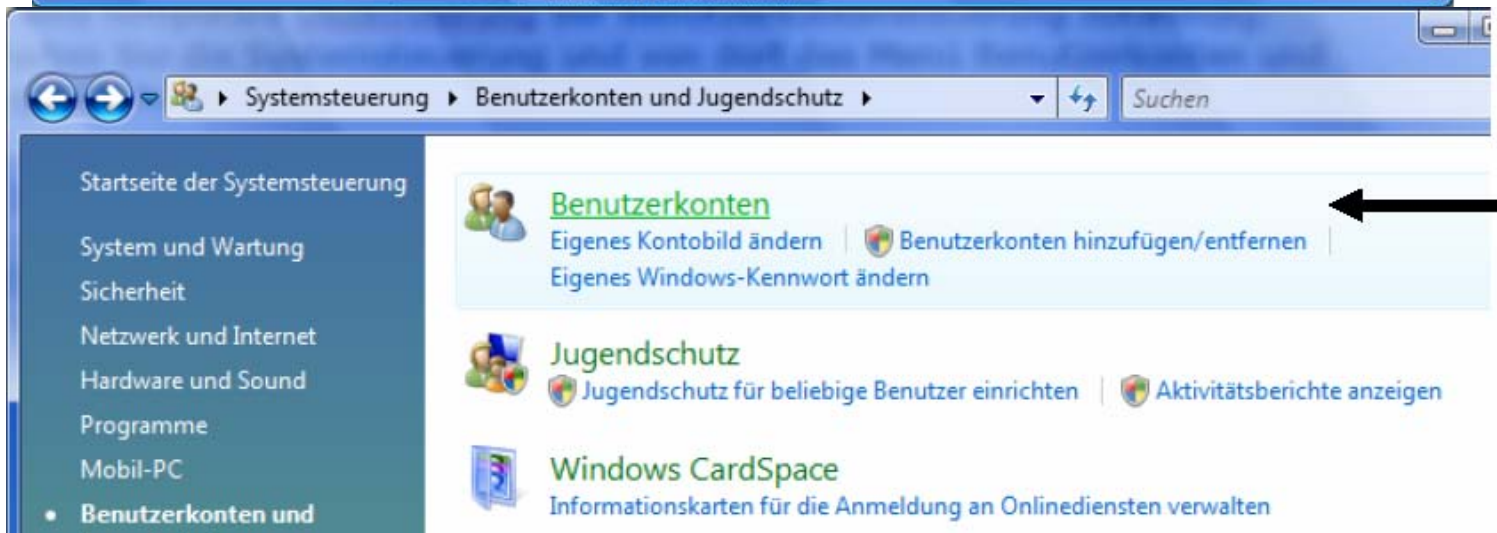 Systemsteuerung Benutzerkonten und Jugendschutz Suchen
Startseite der Systemsteuerung
System und Wartung
Sicherheit
Netzwerk und Internet
Hardware und Sound
Programme
Mobil-PC
• Benutzerkonten und
Benutzerkonten
Eigenes Kontobild ändern Benutzerkonten hinzufügen/entfernen
Eigenes Windows-Kennwort ändern
Jugendschutz
Jugendschutz für beliebige Benutzer einrichten Aktivitätsberichte anzeigen
Windows CardSpace
Informationskarten für die Anmeldung an Onlinediensten verwalten